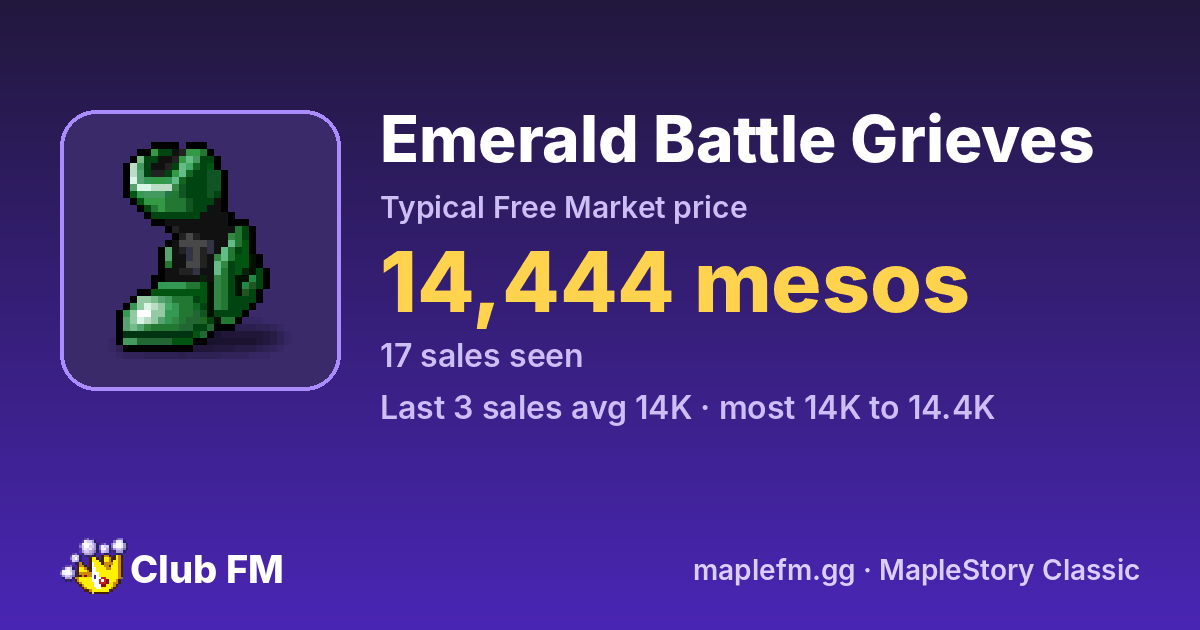 Emerald Battle Grieves
Typical Free Market price
14,444 mesos
17 sales seen
Last 3 sales avg 14K · most 14K to 14.4K
Club FM
maplefm.gg · MapleStory Classic